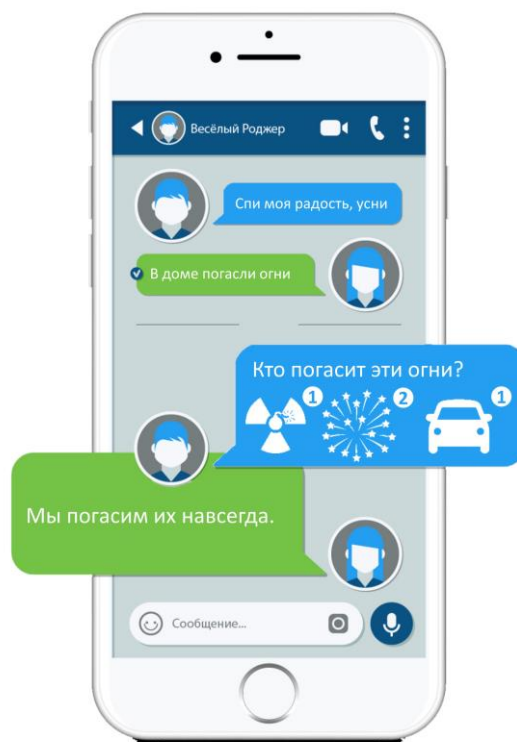 Весёлый Роджер
Спи моя радость, усни
В доме погасли огни
Кто погасит эти огни?
1 2 1
Мы погасим их навсегда.
Сообщение...